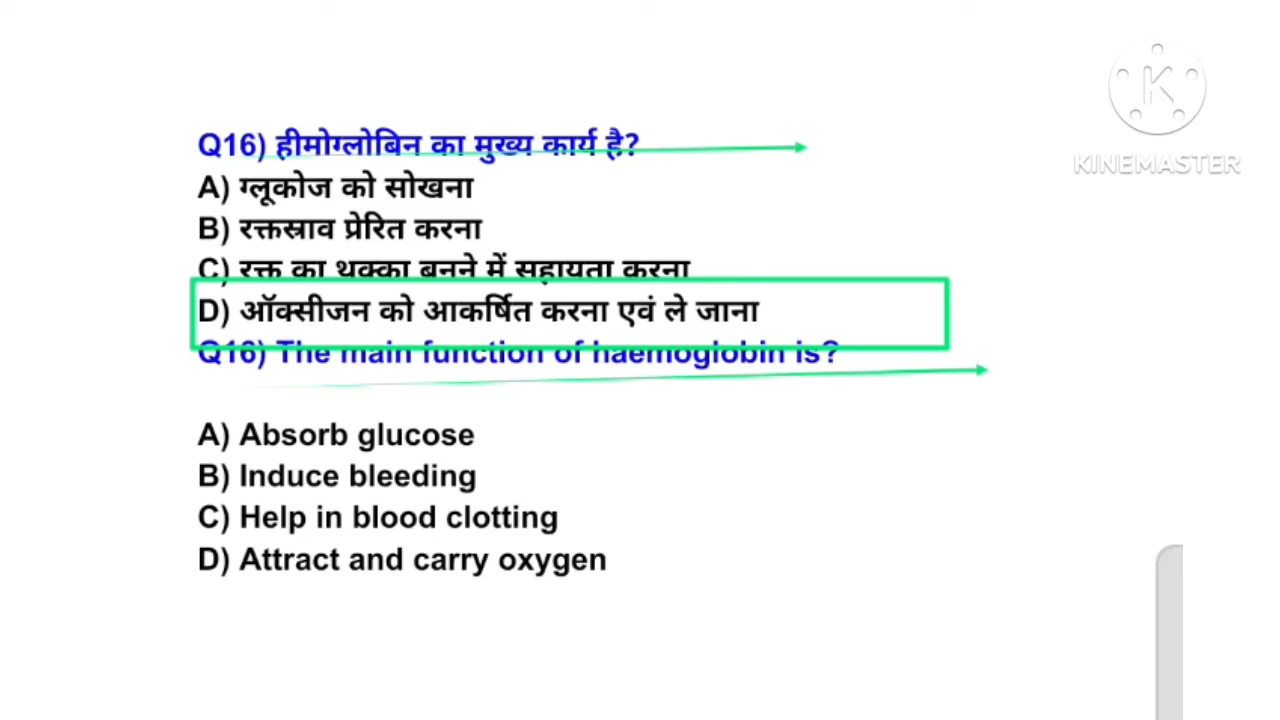 Q16) हीमोग्लोबिन का मुख्य कार्य है?
A) ग्लूकोज को सोखना
B) रक्तस्राव प्रेरित करना
C) रक्त का थक्का बनने में सहायता करना
D) ऑक्सीजन को आकर्षित करना एवं ले जाना
Q16) The main function of haemoglobin is?
A) Absorb glucose
B) Induce bleeding
C) Help in blood clotting
D) Attract and carry oxygen
K
KINEMASTER